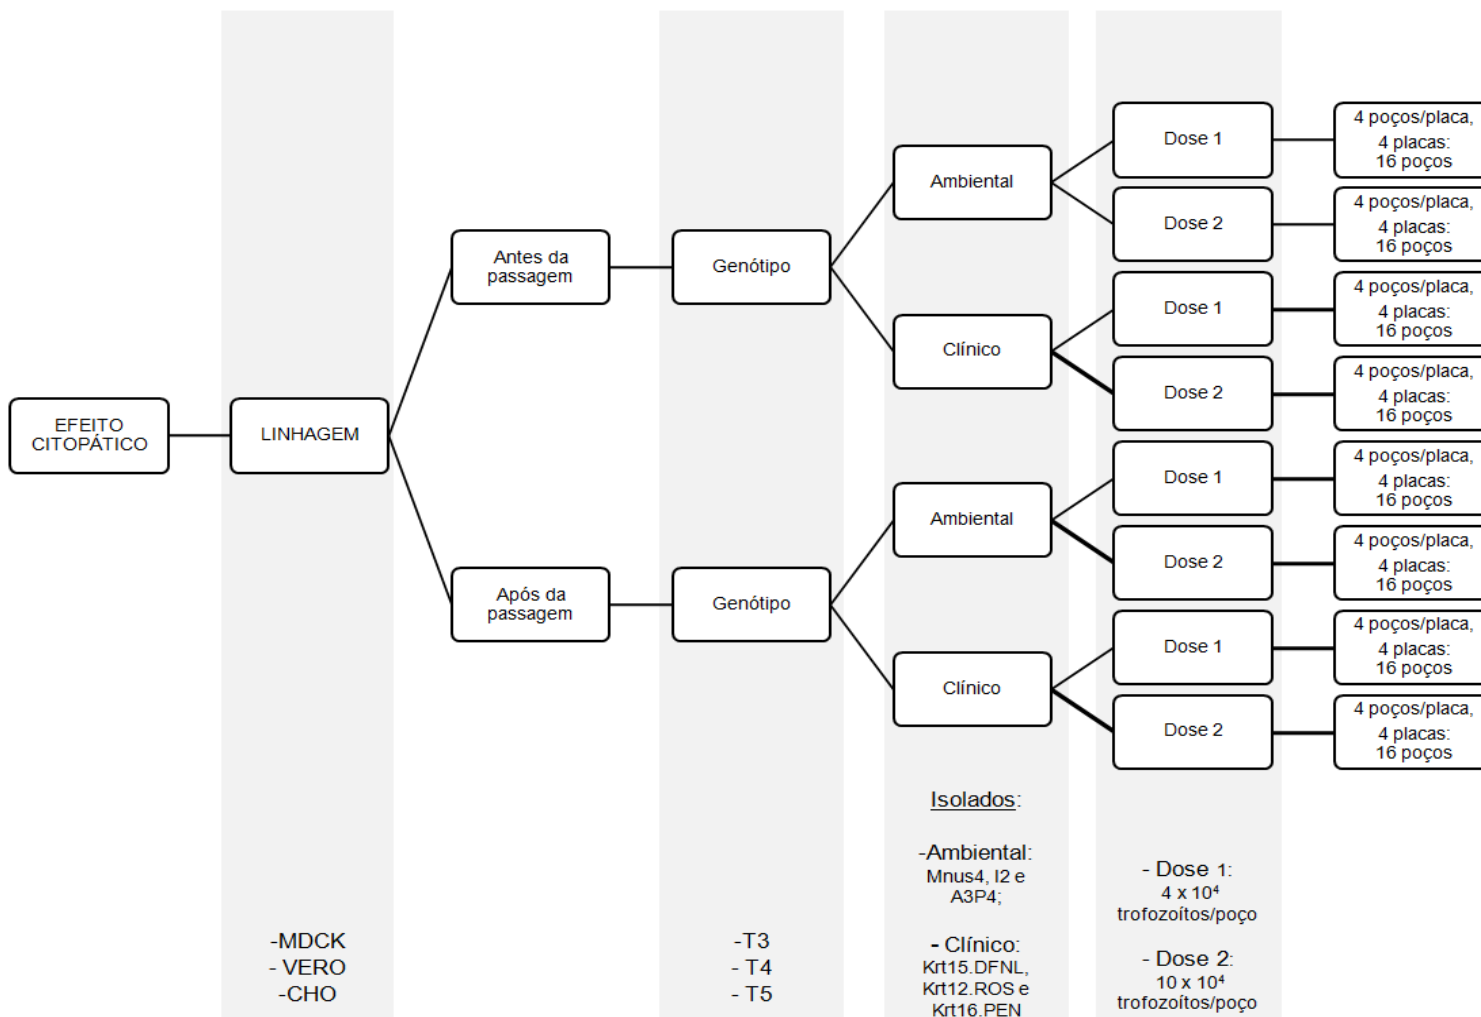 EFEITO
CITOPÁTICO
LINHAGEM
Antes da
passagem
Após da
passagem
Genótipo
Genótipo
Ambiental
Clínico
Ambiental
Clínico
Dose 1
Dose 2
Dose 1
Dose 2
Dose 1
Dose 2
Dose 1
Dose 2
4 poços/placa,
4 placas:
16 poços
4 poços/placa,
4 placas:
16 poços
4 poços/placa,
4 placas:
16 poços
4 poços/placa,
4 placas:
16 poços
4 poços/placa,
4 placas:
16 poços
4 poços/placa,
4 placas:
16 poços
4 poços/placa,
4 placas:
16 poços
4 poços/placa,
4 placas:
16 poços
-MDCK
- VERO
-CHO
-T3
- T4
- T5
Isolados:
-Ambiental:
Mnus4, I2 e
A3P4;
- Clínico:
Krt15.DFNL,
Krt12.ROS e
Krt16.PEN
- Dose 1:
4 x 10⁴
trofozoítos/poço
- Dose 2:
10 x 10⁴
trofozoítos/poço